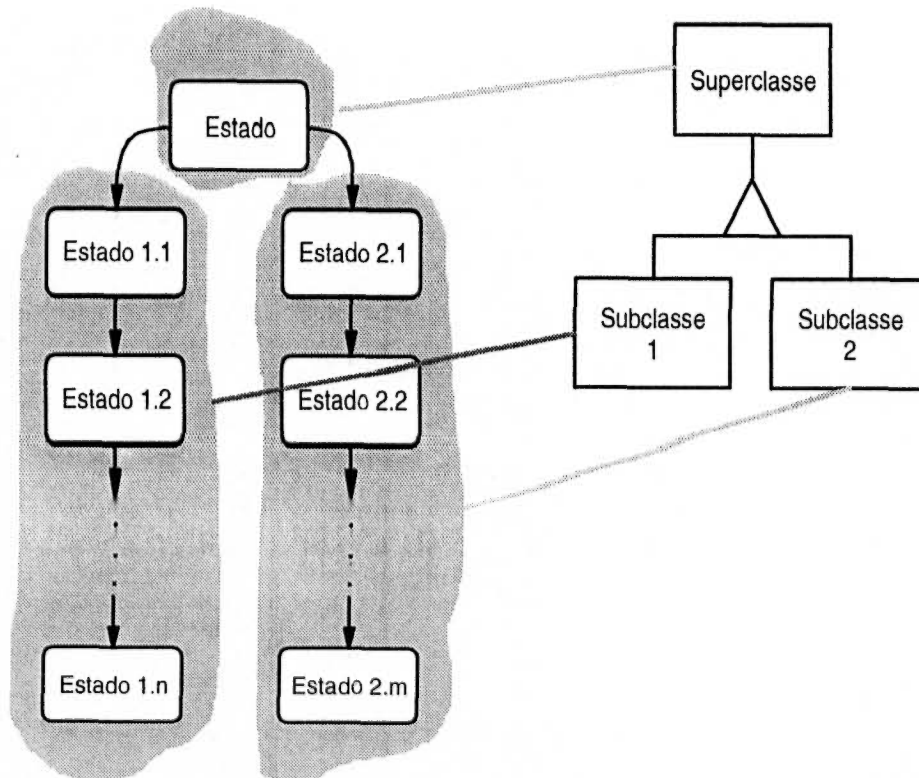 Estado
Superclasse
Estado 1.1
Estado 2.1
Subclasse
1
Subclasse
2
Estado 1.2
Estado 2.2
Estado 1.n
Estado 2.m